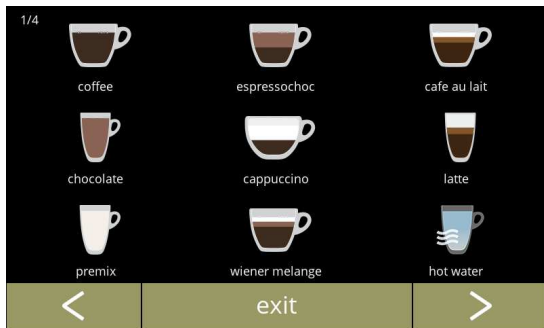 1/4
coffee
espressochoc
cafe au lait
chocolate
cappuccino
latte
premix
wiener melange
hot water
exit